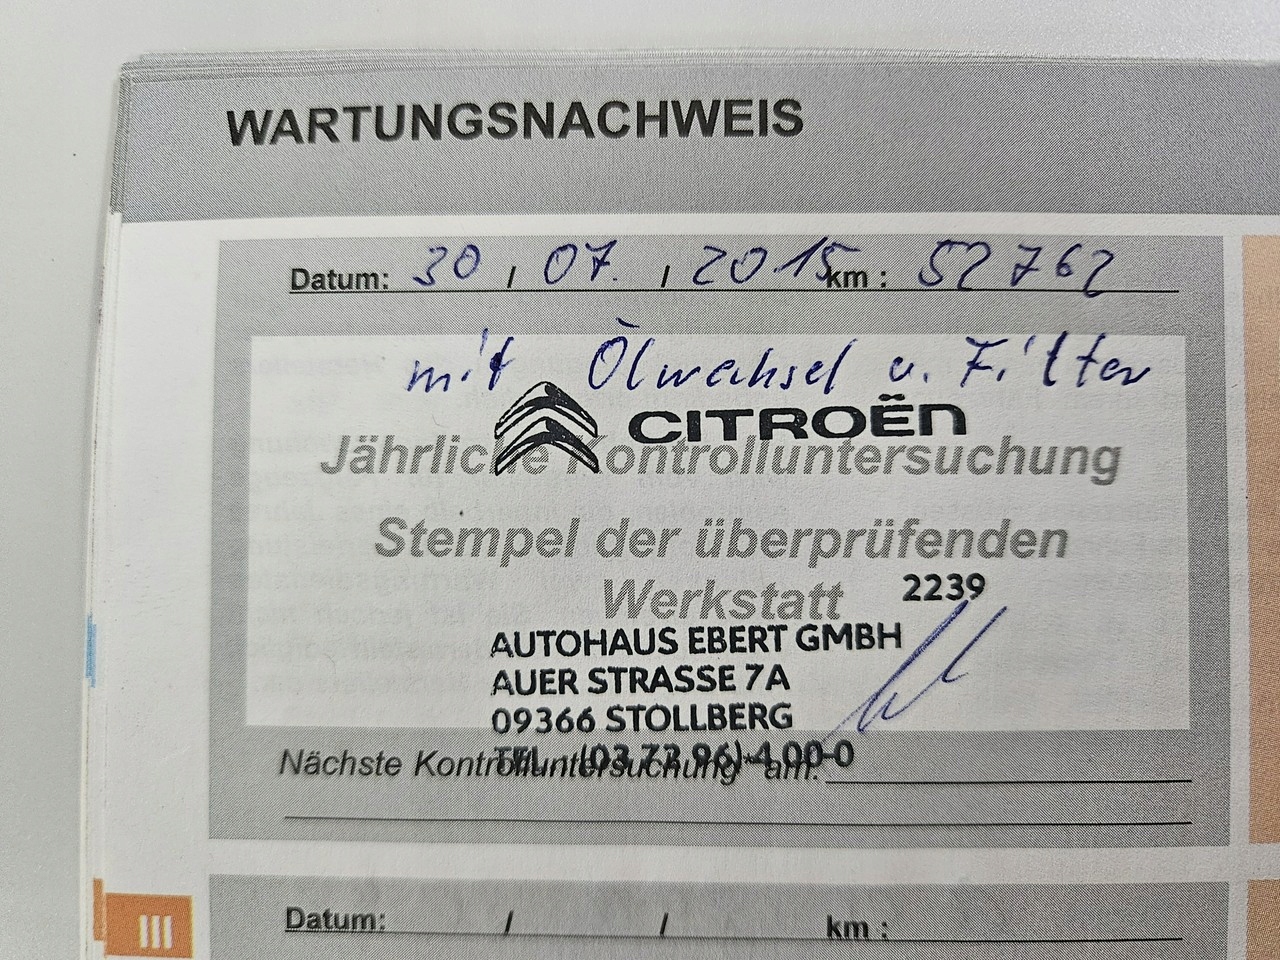 WARTUNGSNACHWEIS
Datum: 30 / 07. / 2015 km : 52 762
mit Ölwechsel u. Filter
CITROËN
Jährliche Kontrolluntersuchung
Stempel der überprüfenden
Werkstatt
2239
AUTOHAUS EBERT GMBH
AUER STRASSE 7A
09366 STOLLBERG
TEL. (03 72 96) 4 00-0
Nächste Kontrolluntersuchung* am:
III
Datum: / / km :